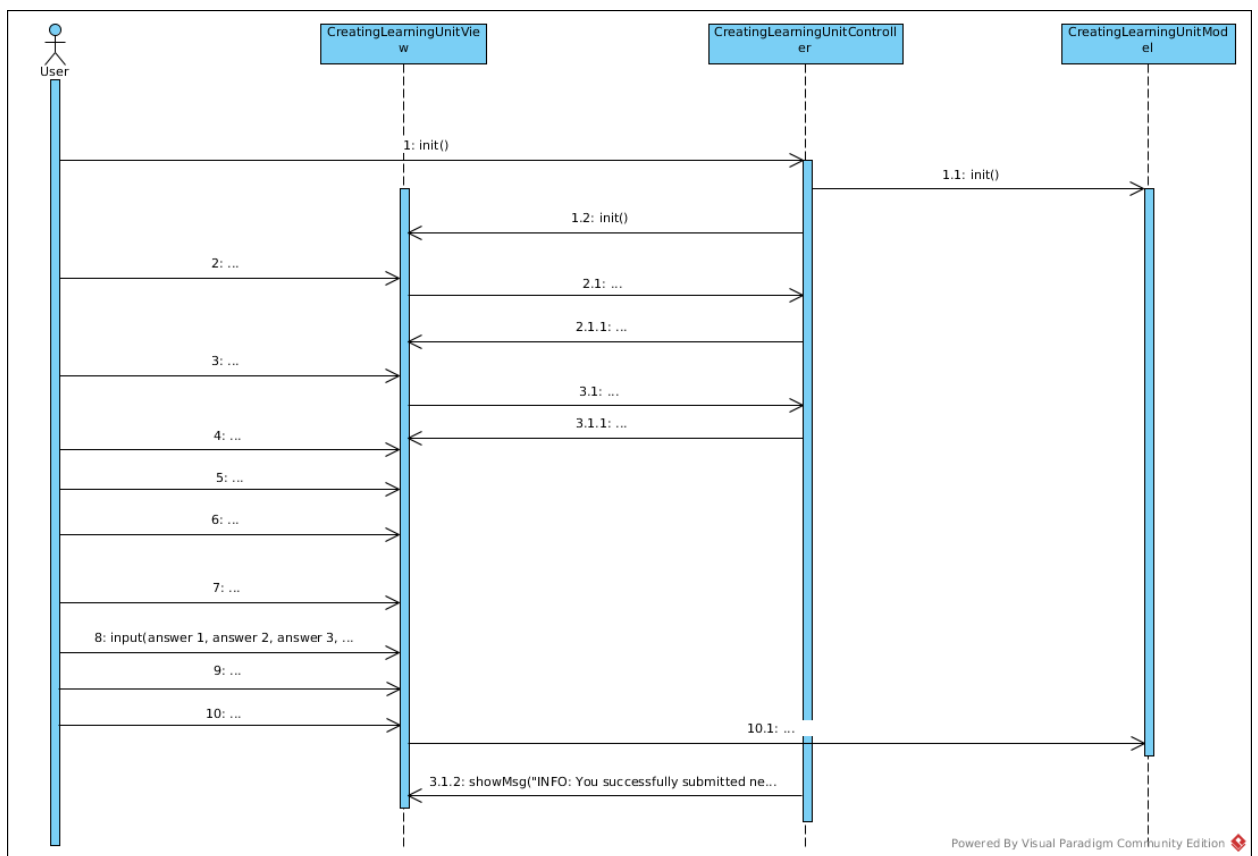 CreatingLearningUnitVie
w
CreatingLearningUnitControll
er
CreatingLearningUnitMod
el
User
1: init()
1.1: init()
1.2: init()
2: ...
2.1: ...
2.1.1: ...
3: ...
3.1: ...
3.1.1: ...
4: ...
5: ...
6: ...
7: ...
8: input(answer 1, answer 2, answer 3, ...
9: ...
10: ...
10.1: ...
3.1.2: showMsg("INFO: You successfully submitted ne...
Powered By Visual Paradigm Community Edition